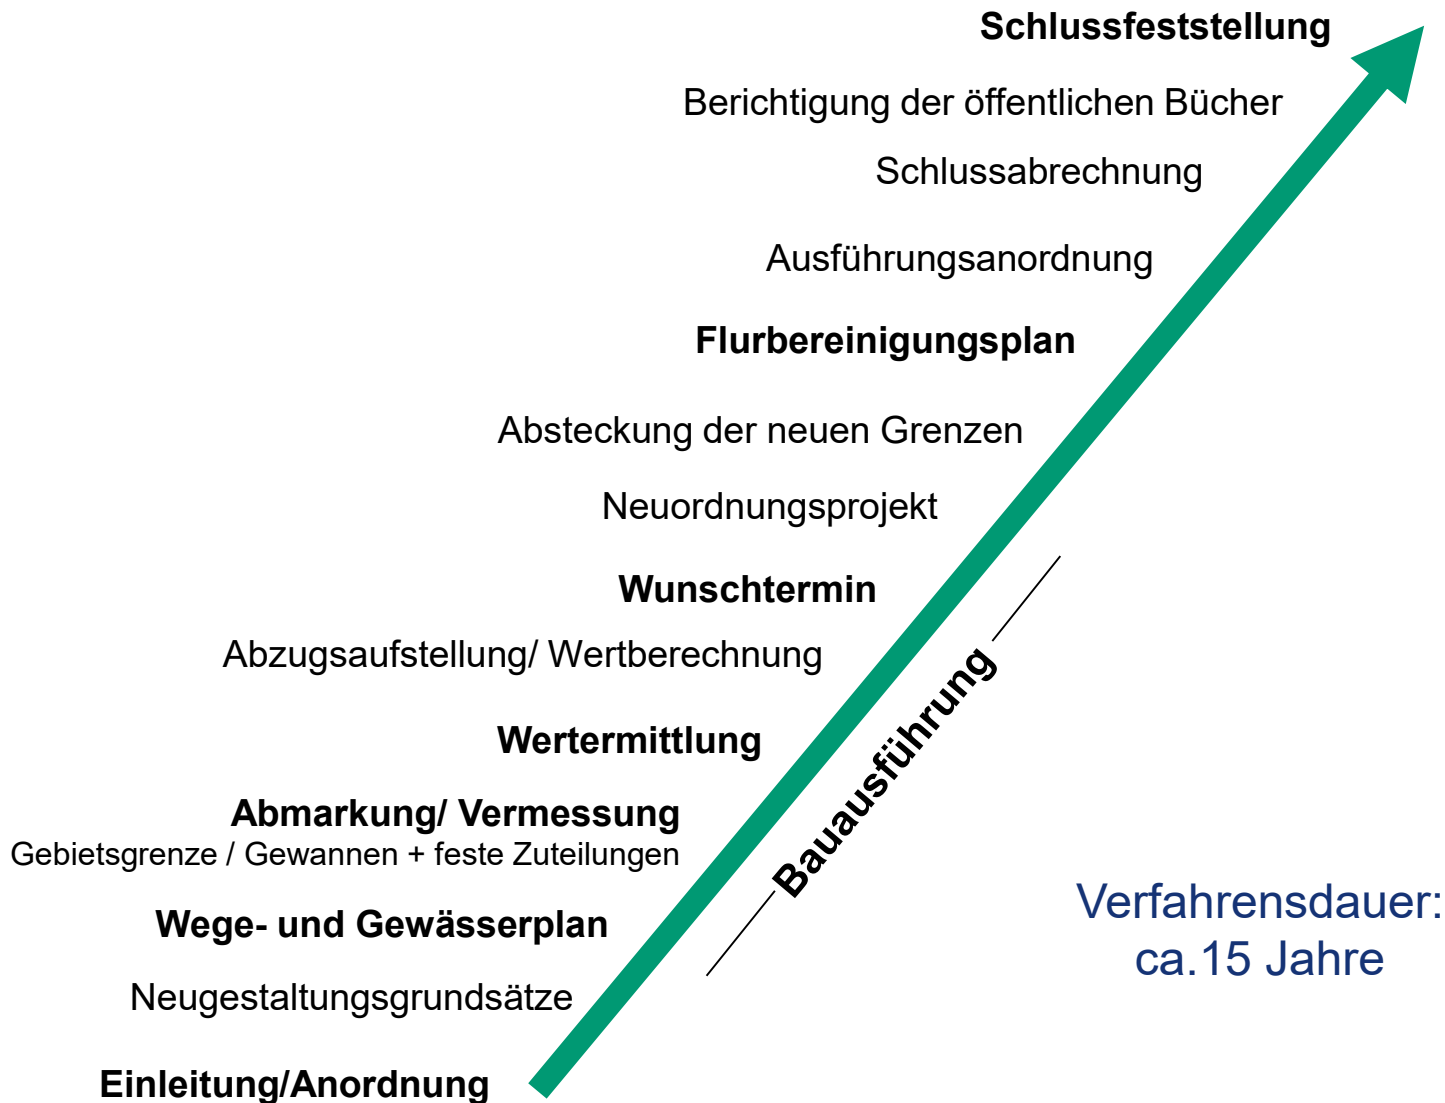 Schlussfeststellung
Berichtigung der öffentlichen Bücher
Schlussabrechnung
Ausführungsanordnung
Flurbereinigungsplan
Absteckung der neuen Grenzen
Neuordnungsprojekt
Wunschtermin
Abzugsaufstellung/ Wertberechnung
Wertermittlung
Abmarkung/ Vermessung
Gebietsgrenze / Gewannen + feste Zuteilungen
Wege- und Gewässerplan
Neugestaltungsgrundsätze
Einleitung/Anordnung
Bauausführung
Verfahrensdauer:
ca.15 Jahre